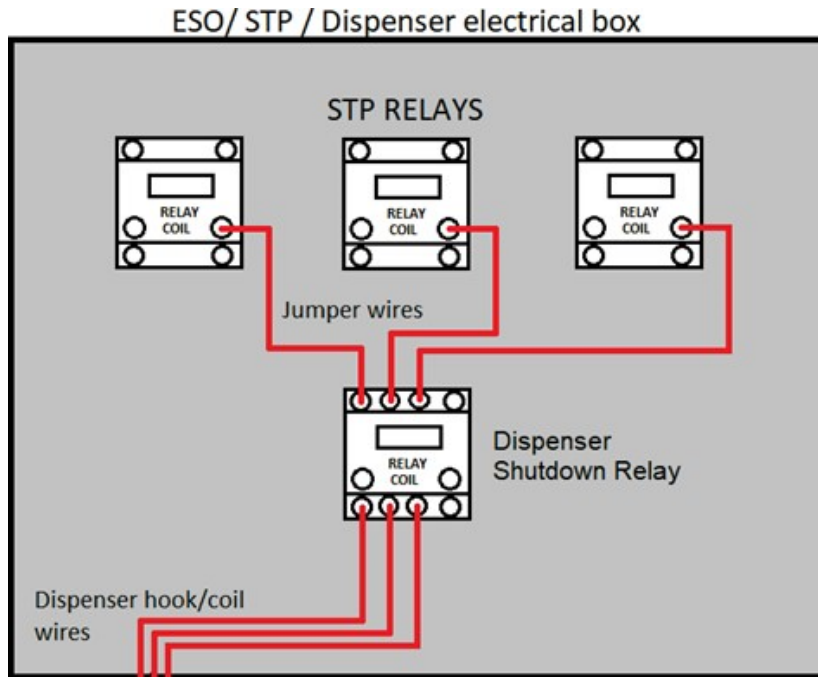 ESO/ STP / Dispenser electrical box
STP RELAYS
RELAY
COIL
RELAY
COIL
RELAY
COIL
Jumper wires
Dispenser
Shutdown Relay
RELAY
COIL
Dispenser hook/coil
wires